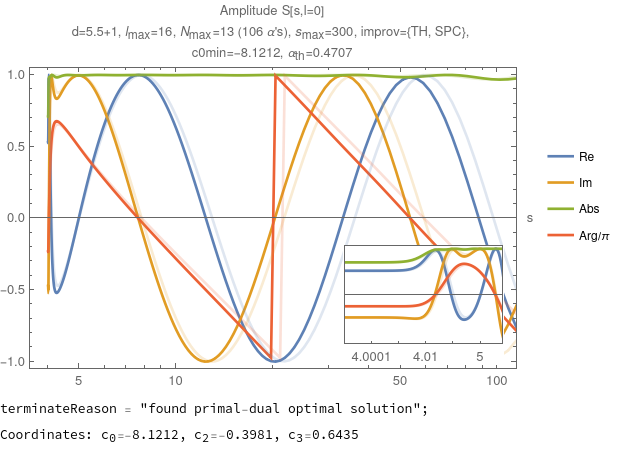 Amplitude S[s,l=0]
d=5.5+1, lmax=16, Nmax=13 (106 α's), smax=300, improv={TH, SPC},
c0min=-8.1212, αth=0.4707
1.0
0.5
0.0
-0.5
-1.0
5 10 50 100
s
4.0001 4.01 5
Re
Im
Abs
Arg/π
terminateReason = "found primal-dual optimal solution";
Coordinates: c0=-8.1212, c2=-0.3981, c3=0.6435